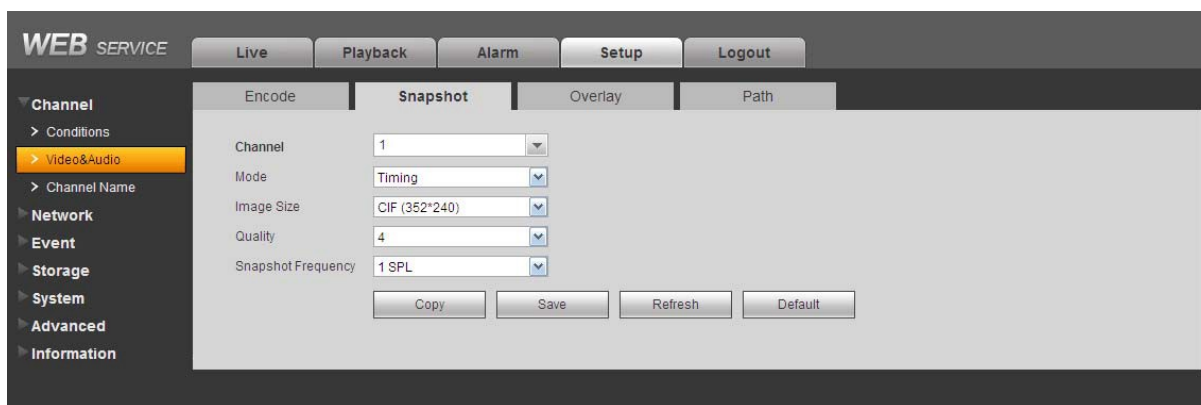 WEB SERVICE
Live Playback Alarm Setup Logout
Channel
> Conditions
> Video&Audio
> Channel Name
Network
Event
Storage
System
Advanced
Information
Encode Snapshot Overlay Path
Channel 1
Mode Timing
Image Size CIF (352*240)
Quality 4
Snapshot Frequency 1 SPL
Copy Save Refresh Default